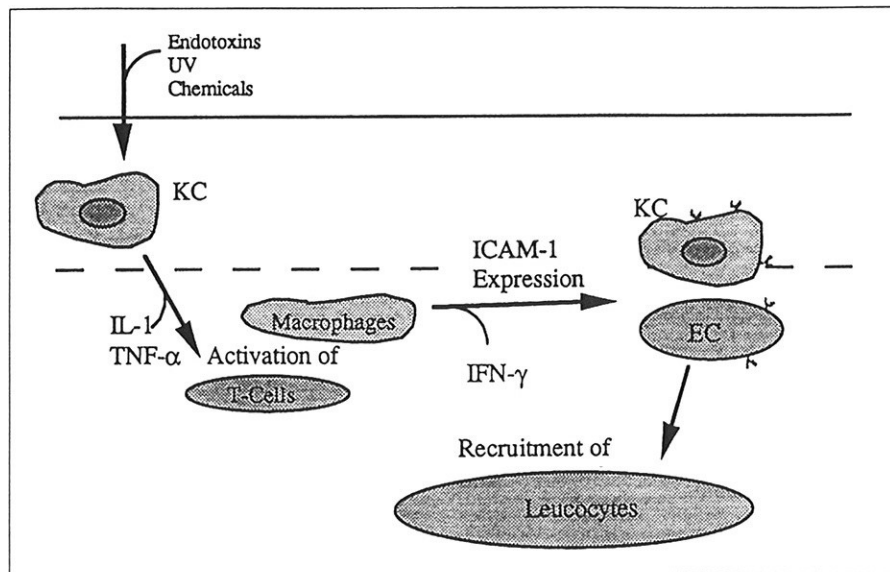 Endotoxins
UV
Chemicals
KC
KC
ICAM-1
Expression
IL-1
TNF-α
Macrophages
EC
Activation of
IFN-γ
T-Cells
Recruitment of
Leucocytes